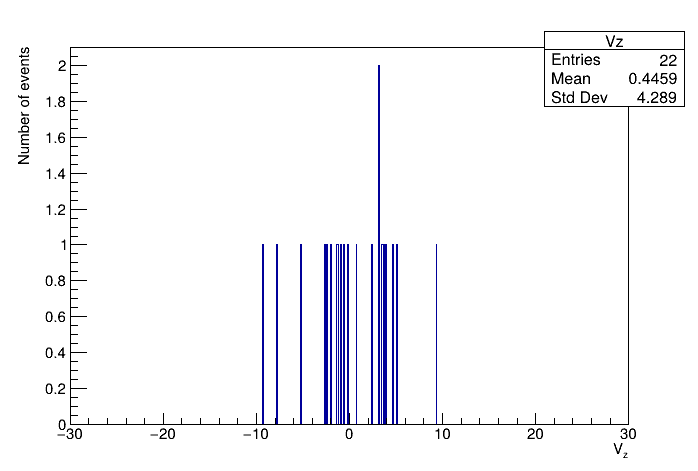 Vz
Entries 22
Mean 0.4459
Std Dev 4.289
Number of events
2
1.8
1.6
1.4
1.2
1
0.8
0.6
0.4
0.2
0
−30 −20 −10 0 10 20 30
V_z